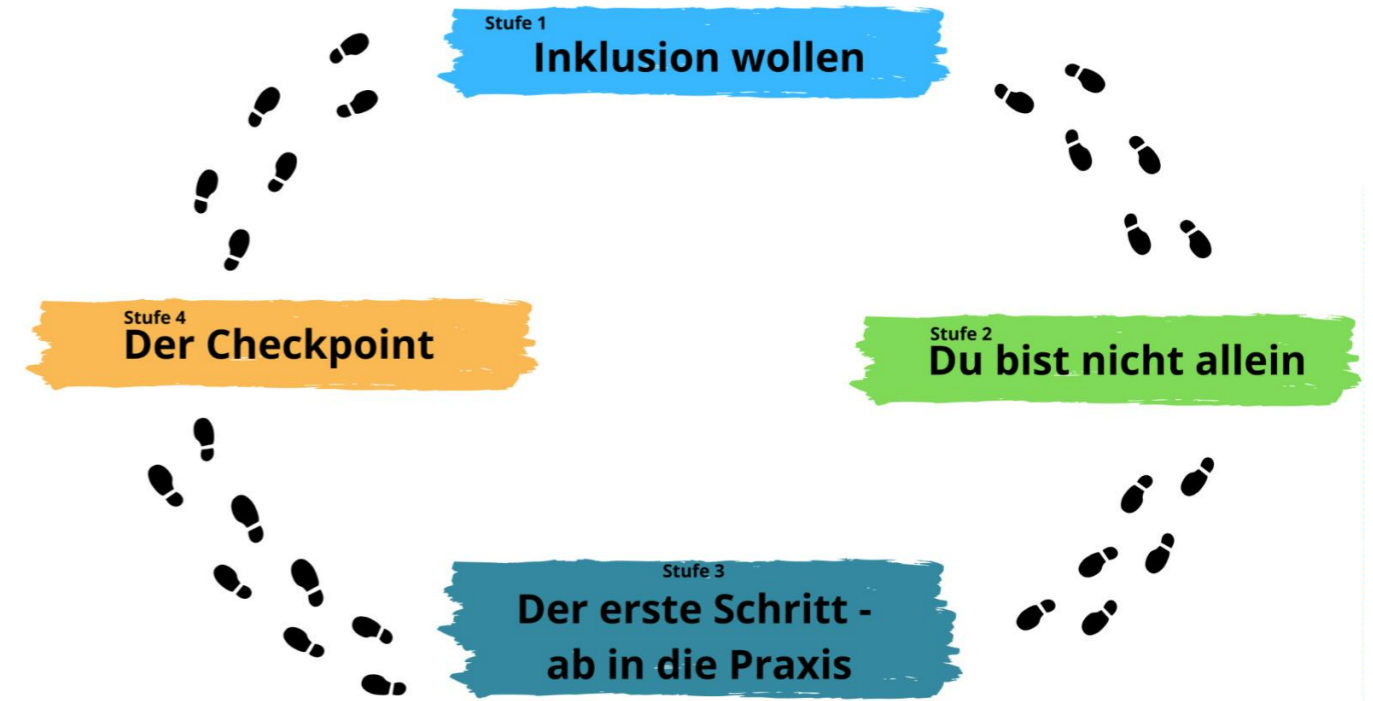 Stufe 1
Inklusion wollen
Stufe 2
Du bist nicht allein
Stufe 3
Der erste Schritt -
ab in die Praxis
Stufe 4
Der Checkpoint